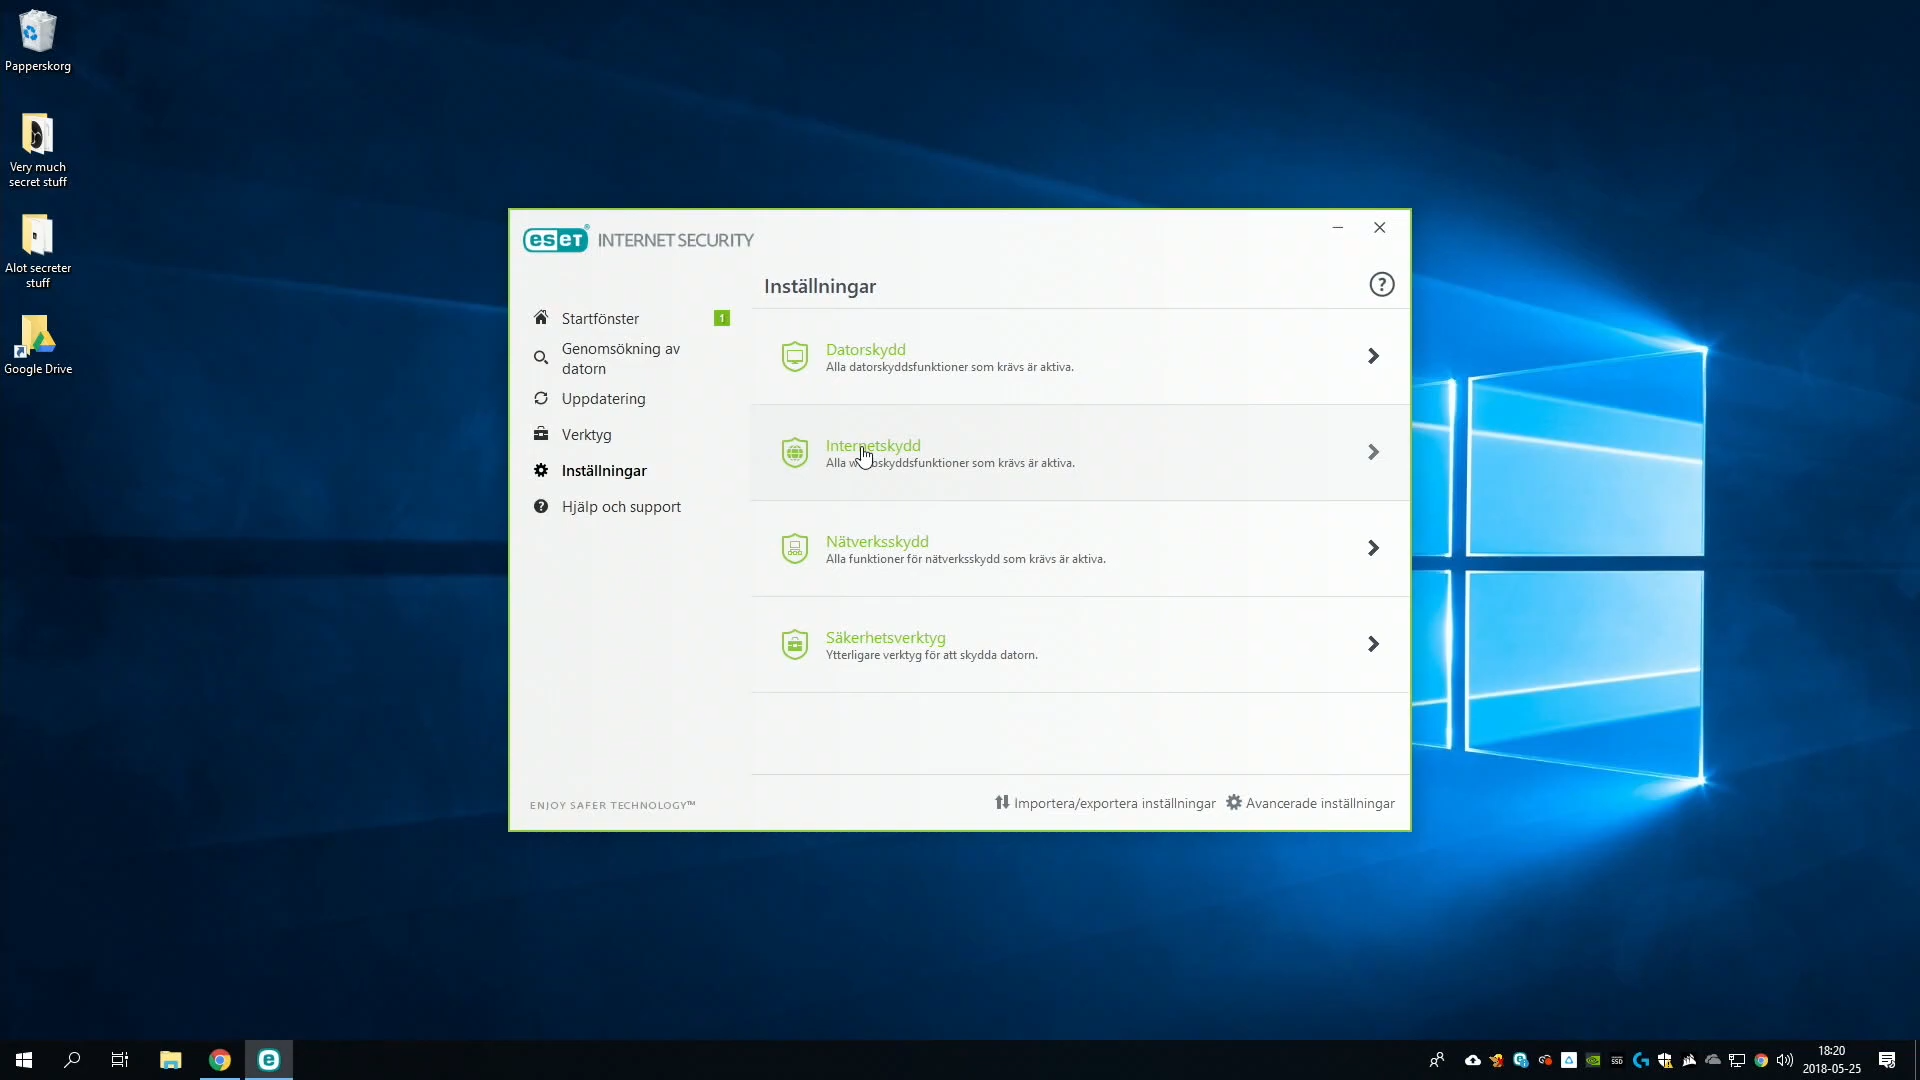 Papperskorg
Very much
secret stuff
Alot secreter
stuff
Google Drive
eset INTERNET SECURITY
Inställningar
?
Startfönster
1
Genomsökning av
datorn
Uppdatering
Verktyg
Inställningar
Hjälp och support
Datorskydd
Alla datorskyddsfunktioner som krävs är aktiva.
Internetskydd
Alla webbskyddsfunktioner som krävs är aktiva.
Nätverksskydd
Alla funktioner för nätverksskydd som krävs är aktiva.
Säkerhetsverktyg
Ytterligare verktyg för att skydda datorn.
ENJOY SAFER TECHNOLOGY™
Importera/exportera inställningar
Avancerade inställningar
e
SSD
18:20
2018-05-25